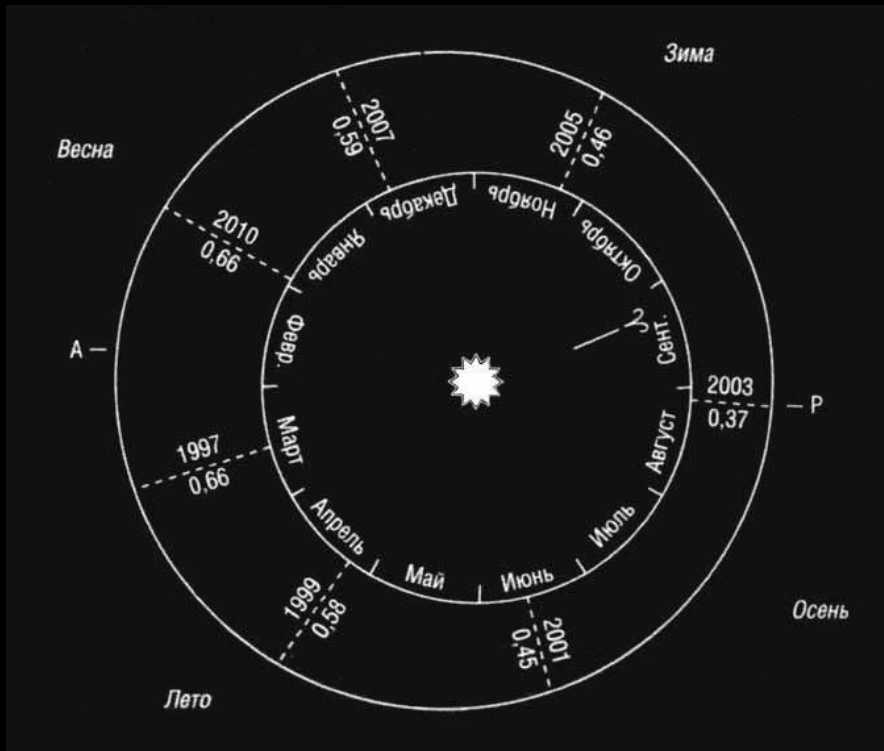 Зима
Весна
Лето
Осень
А
Р
2007
0,59
2005
0,46
2010
0,66
2003
0,37
1997
0,66
1999
0,58
2001
0,45
Январь
Февр.
Март
Апрель
Май
Июнь
Июль
Август
Сент.
Октябрь
Ноябрь
Декабрь